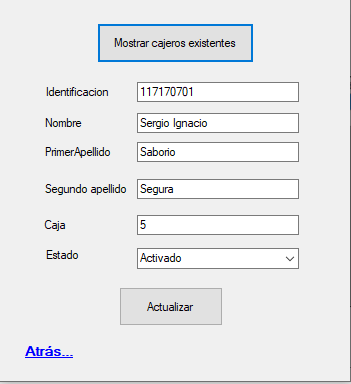 Mostrar cajeros existentes
Identificacion 117170701
Nombre Sergio Ignacio
PrimerApellido Saborio
Segundo apellido Segura
Caja 5
Estado Activado
Actualizar
Atrás...